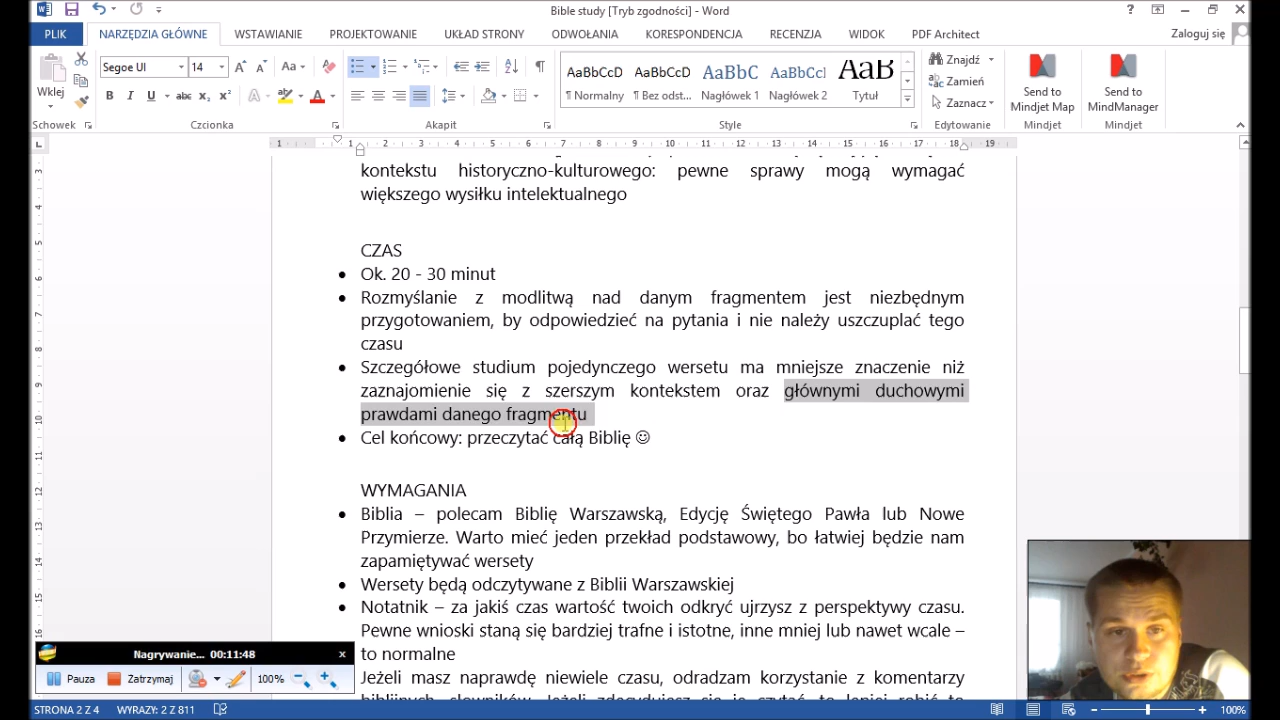 Bible study [Tryb zgodności] - Word
PLIK NARZĘDZIA GŁÓWNE WSTAWIANIE PROJEKTOWANIE UKŁAD STRONY ODWOŁANIA KORESPONDENCJA RECENZJA WIDOK PDF Architect Zaloguj się
Segoe UI 14
Wklej
Znajdź
Zamień
Zaznacz
AaBbCcD AaBbCcD AaBbC AaBbCcl AaB
¶ Normalny ¶ Bez odst... Nagłówek 1 Nagłówek 2 Tytuł
Send to Mindjet Map
Send to MindManager
Schowek Czcionka Akapit Style Edytowanie Mindjet Mindjet
kontekstu historyczno-kulturowego: pewne sprawy mogą wymagać
większego wysiłku intelektualnego
CZAS
• Ok. 20 - 30 minut
• Rozmyślanie z modlitwą nad danym fragmentem jest niezbędnym
przygotowaniem, by odpowiedzieć na pytania i nie należy uszczuplać tego
czasu
• Szczegółowe studium pojedynczego wersetu ma mniejsze znaczenie niż
zaznajomienie się z szerszym kontekstem oraz głównymi duchowymi
prawdami danego fragmentu
• Cel końcowy: przeczytać całą Biblię ☺
WYMAGANIA
• Biblia – polecam Biblię Warszawską, Edycję Świętego Pawła lub Nowe
Przymierze. Warto mieć jeden przekład podstawowy, bo łatwiej będzie nam
zapamiętywać wersety
• Wersety będą odczytywane z Biblii Warszawskiej
• Notatnik – za jakiś czas wartość twoich odkryć ujrzysz z perspektywy czasu.
Pewne wnioski staną się bardziej trafne i istotne, inne mniej lub nawet wcale –
to normalne
Jeżeli masz naprawdę niewiele czasu, odradzam korzystanie z komentarzy
Nagrywanie... 00:11:48
Pauza Zatrzymaj 100%
STRONA 2 Z 4 WYRAZY: 2 Z 811 100%